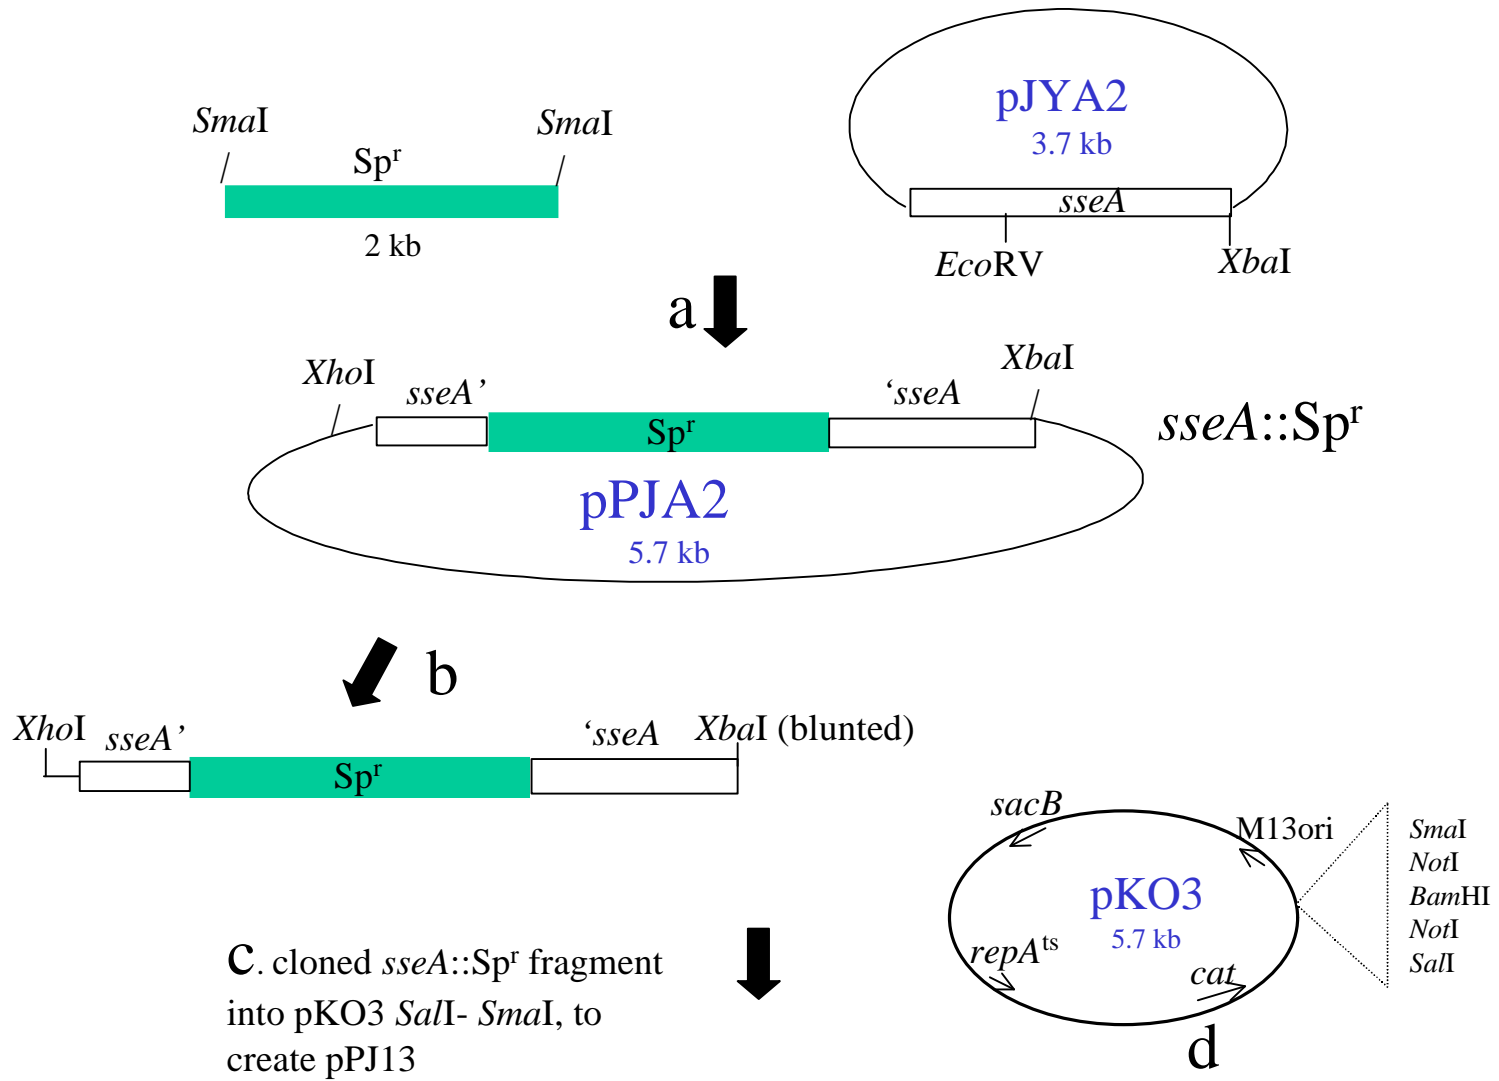 SmaI
SmaI
Spʳ
2 kb
pJYA2
3.7 kb
sseA
EcoRV
XbaI
a
XhoI
sseA’
‘sseA
XbaI
Spʳ
sseA::Spʳ
pPJA2
5.7 kb
b
XhoI
sseA’
‘sseA
XbaI (blunted)
Spʳ
sacB
M13ori
pKO3
5.7 kb
repAᵗˢ
cat
SmaI
NotI
BamHI
NotI
SalI
c. cloned sseA::Spʳ fragment
into pKO3 SalI- SmaI, to
create pPJ13
d